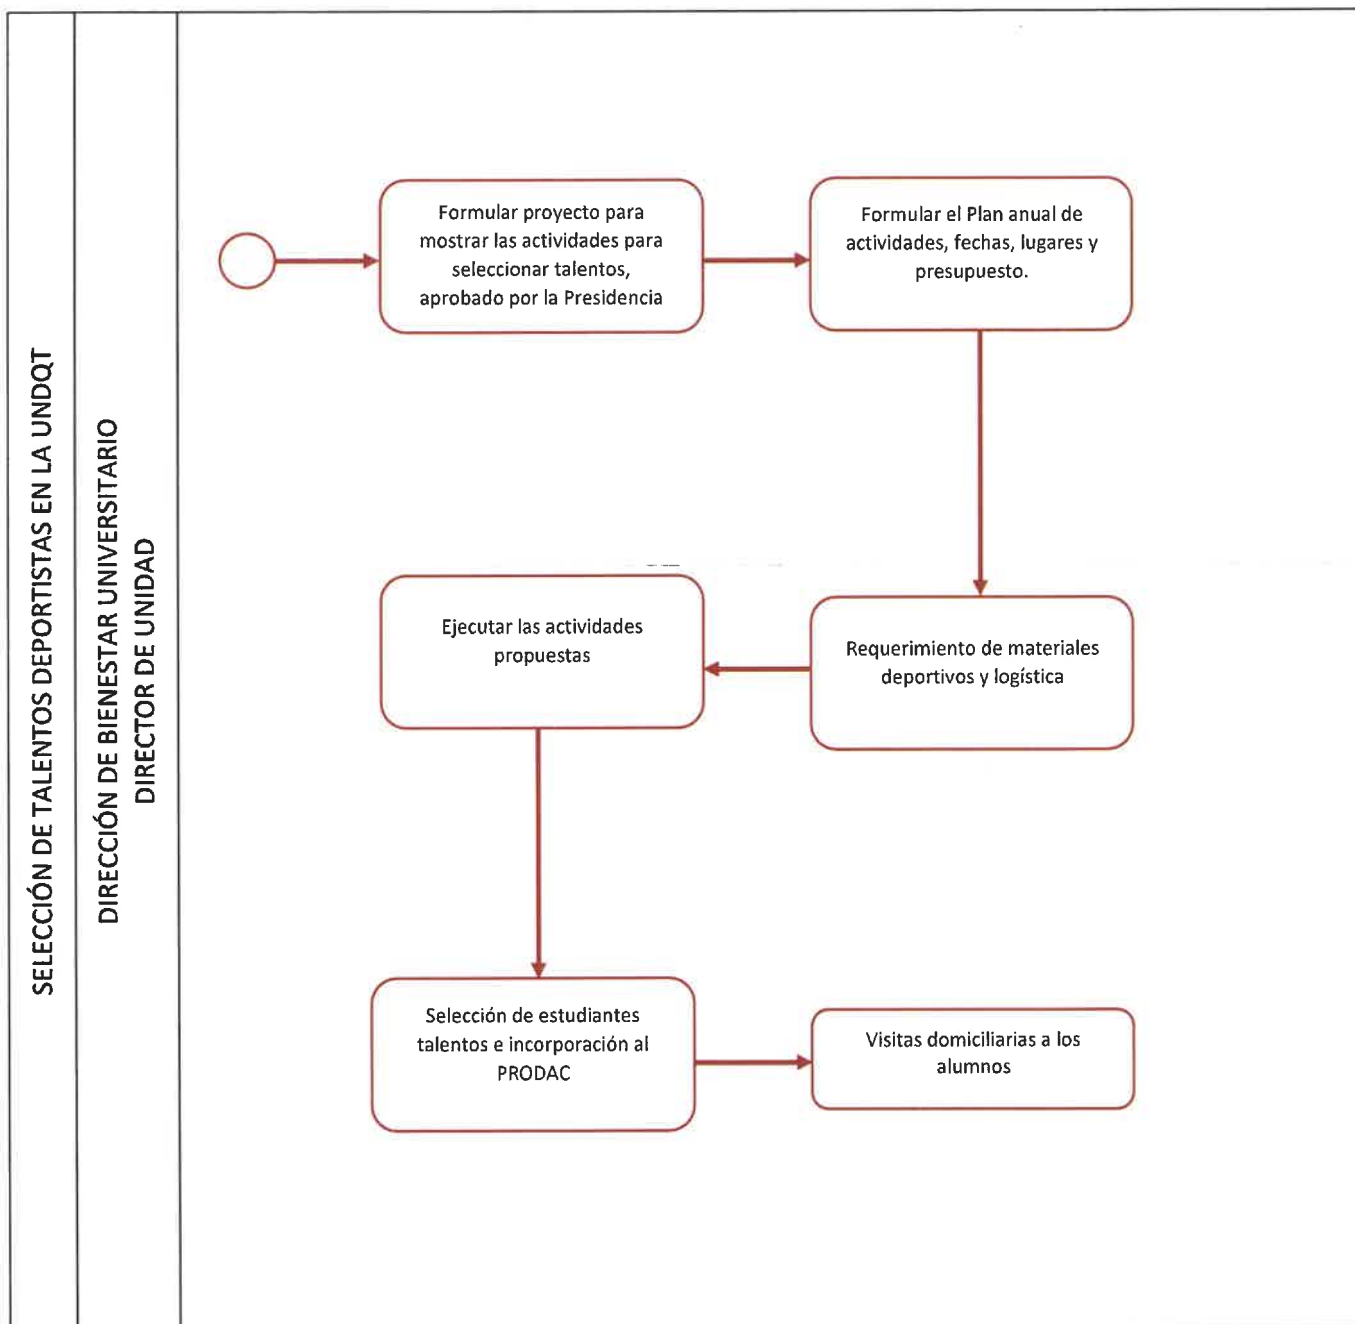 SELECCIÓN DE TALENTOS DEPORTISTAS EN LA UNDQT
DIRECCIÓN DE BIENESTAR UNIVERSITARIO
DIRECTOR DE UNIDAD
Formular proyecto para
mostrar las actividades para
seleccionar talentos,
aprobado por la Presidencia
Formular el Plan anual de
actividades, fechas, lugares y
presupuesto.
Requerimiento de materiales
deportivos y logística
Ejecutar las actividades
propuestas
Selección de estudiantes
talentos e incorporación al
PRODAC
Visitas domiciliarias a los
alumnos